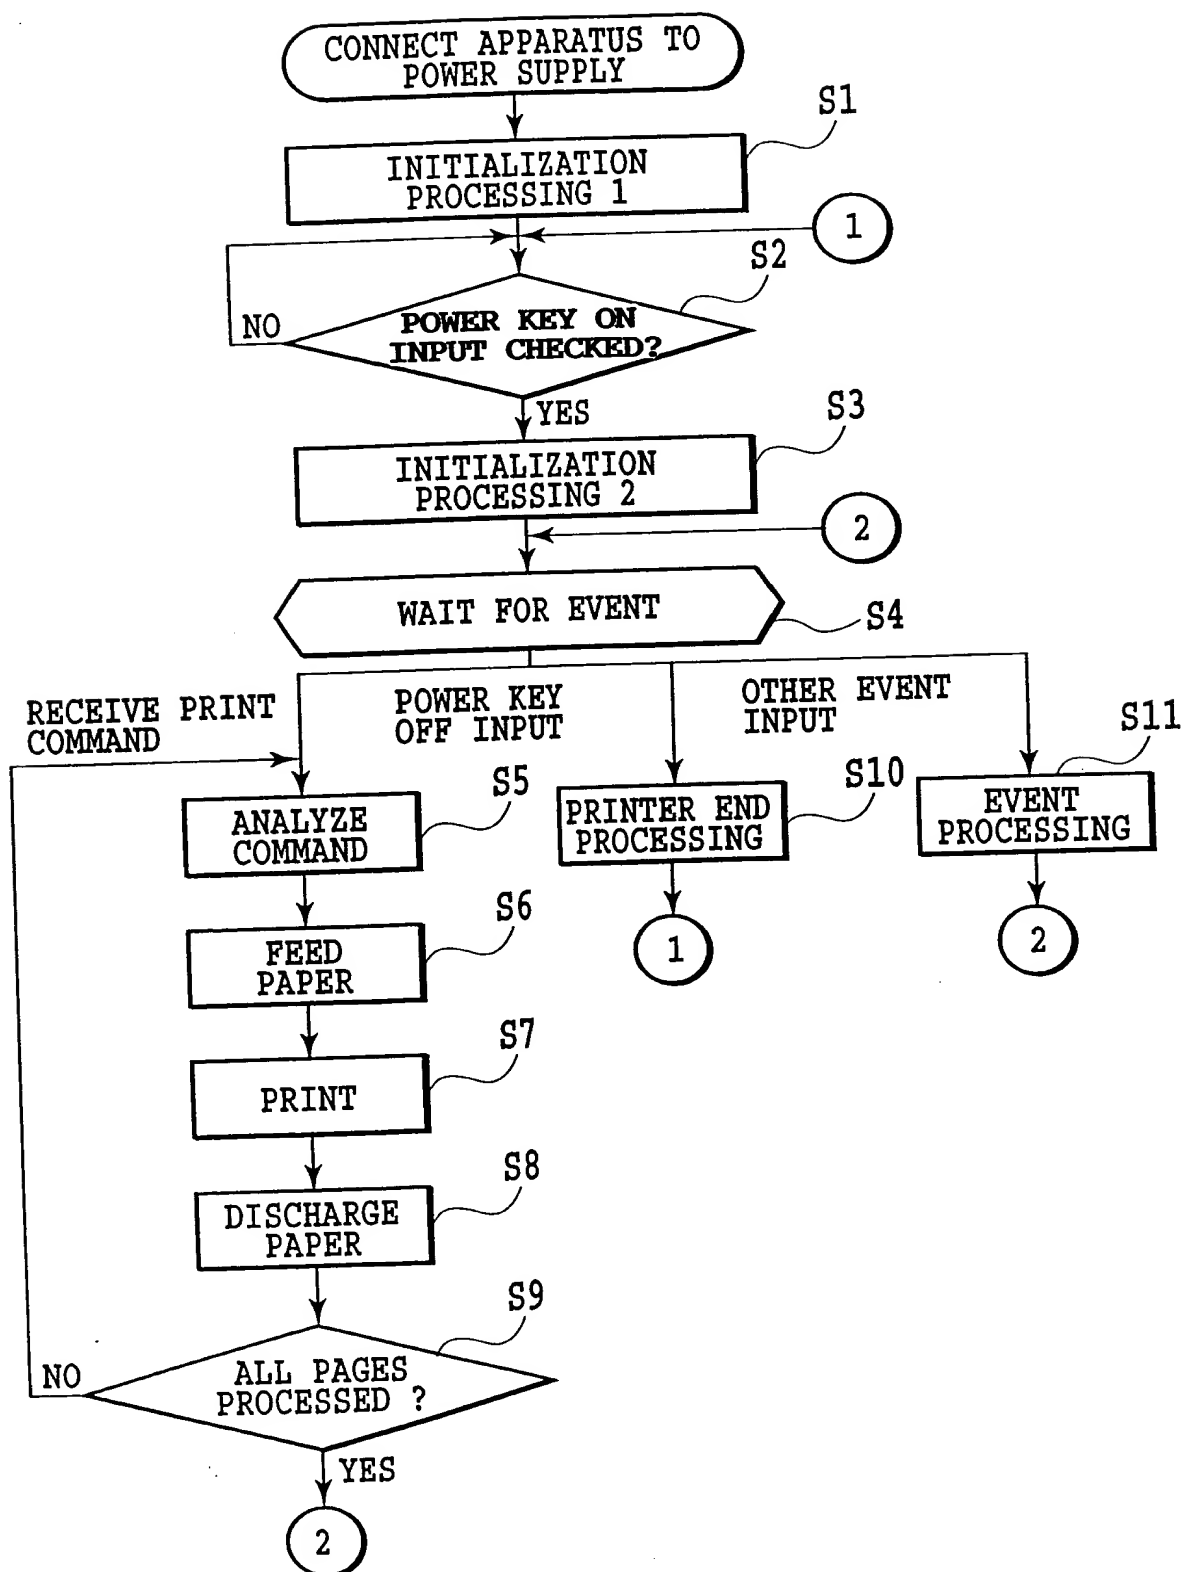 CONNECT APPARATUS TO
POWER SUPPLY
S1
INITIALIZATION
PROCESSING 1
1
S2
NO
POWER KEY ON
INPUT CHECKED?
YES
S3
INITIALIZATION
PROCESSING 2
2
WAIT FOR EVENT
S4
RECEIVE PRINT
COMMAND
POWER KEY
OFF INPUT
OTHER EVENT
INPUT
S5
ANALYZE
COMMAND
S10
PRINTER END
PROCESSING
S11
EVENT
PROCESSING
1
2
S6
FEED
PAPER
S7
PRINT
S8
DISCHARGE
PAPER
S9
NO
ALL PAGES
PROCESSED ?
YES
2